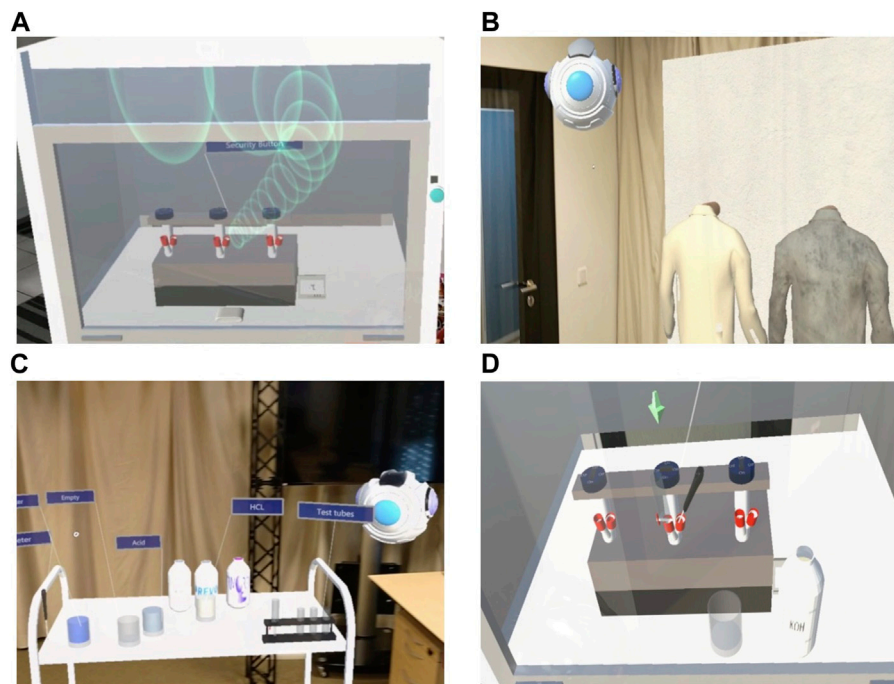 A
B
Security Button
C
D
Empty
HCL
Test tubes
Acid
KOH